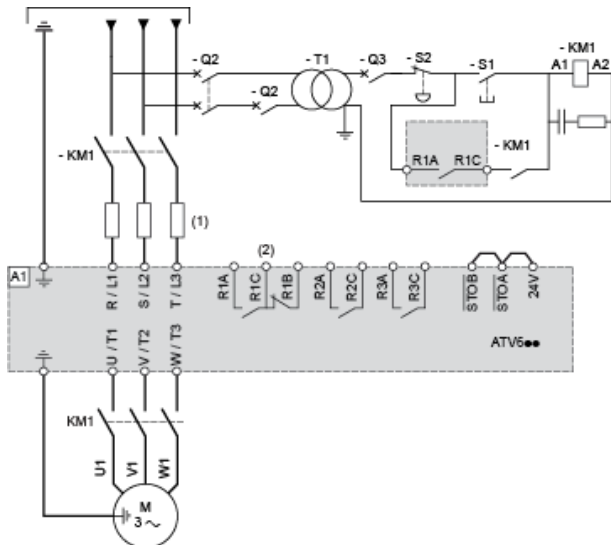 - Q2
- T1
- Q3
- S2
- S1
- KM1
A1
A2
- Q2
- KM1
R1A
R1C
- KM1
(1)
(2)
A1
R / L1
S / L2
T / L3
R1A
R1C
R1B
R2A
R2C
R3A
R3C
STOB
STOA
24V
U / T1
V / T2
W / T3
ATV6●●
KM1
U1
V1
W1
M
3 ~